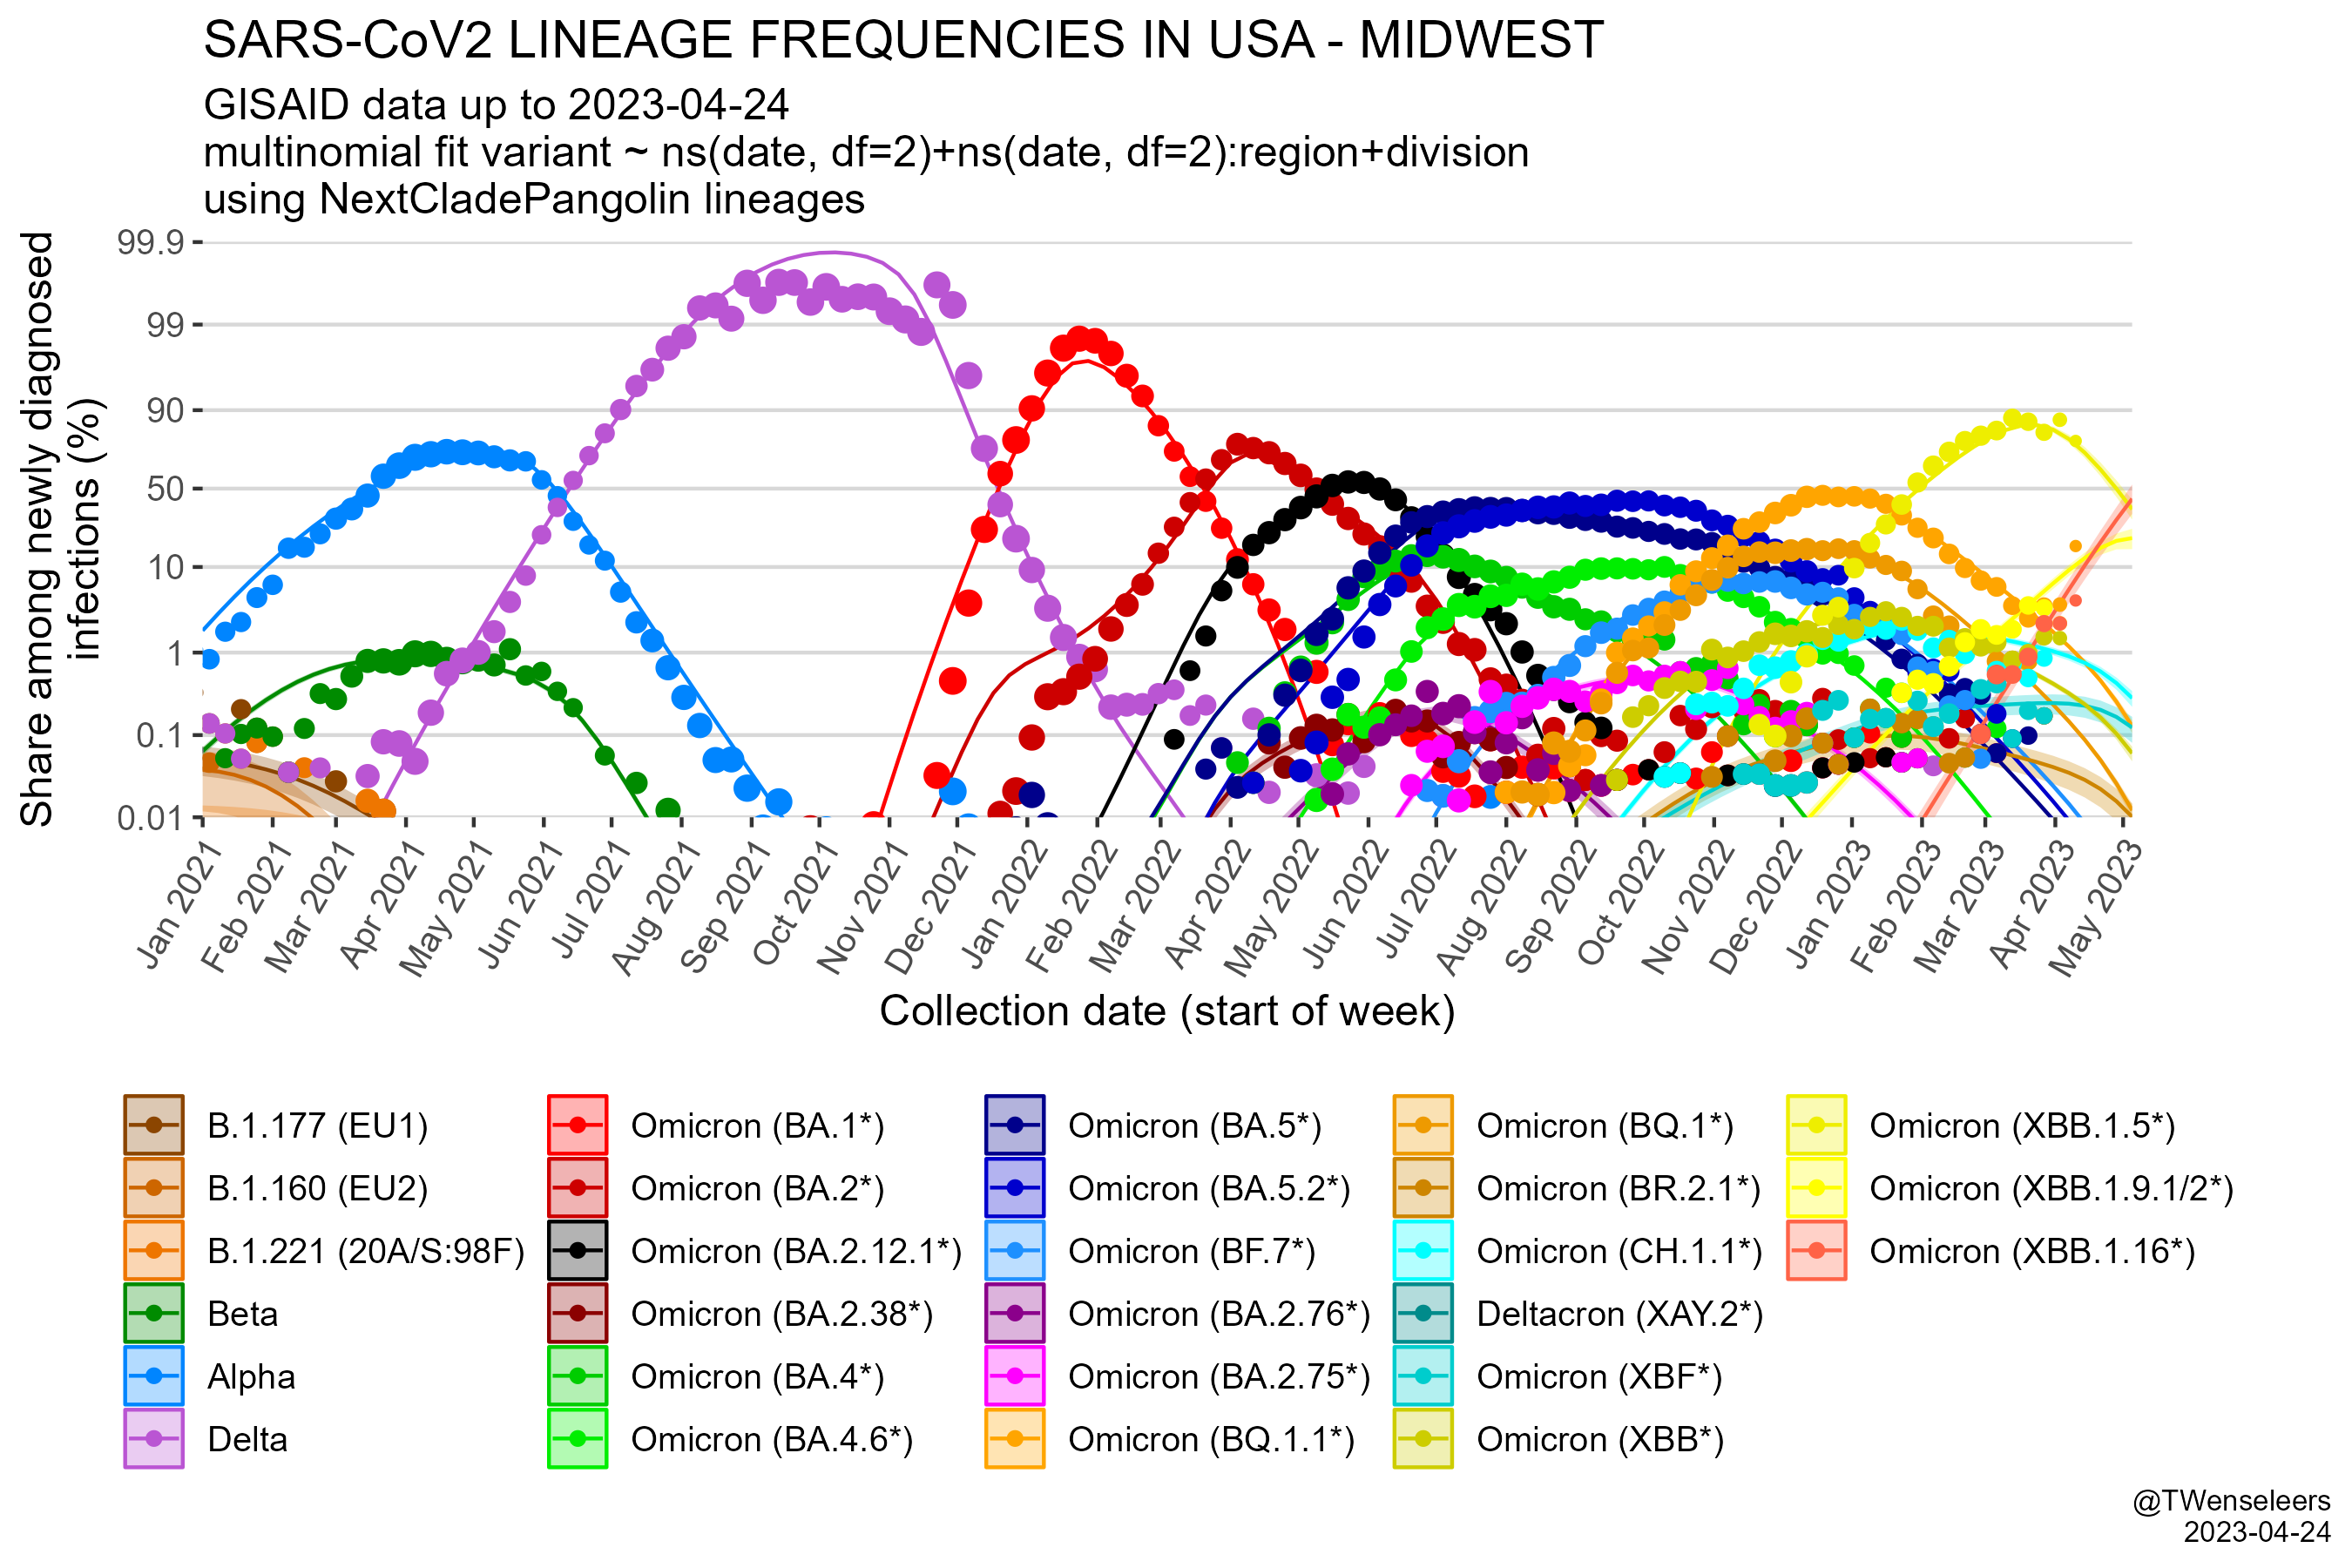 SARS-CoV2 LINEAGE FREQUENCIES IN USA - MIDWEST
GISAID data up to 2023-04-24
multinomial fit variant ~ ns(date, df=2)+ns(date, df=2):region+division
using NextCladePangolin lineages
Share among newly diagnosed
infections (%)
99.9
99
90
50
10
1
0.1
0.01
Jan 2021
Feb 2021
Mar 2021
Apr 2021
May 2021
Jun 2021
Jul 2021
Aug 2021
Sep 2021
Oct 2021
Nov 2021
Dec 2021
Jan 2022
Feb 2022
Mar 2022
Apr 2022
May 2022
Jun 2022
Jul 2022
Aug 2022
Sep 2022
Oct 2022
Nov 2022
Dec 2022
Jan 2023
Feb 2023
Mar 2023
Apr 2023
May 2023
Collection date (start of week)
B.1.177 (EU1)
B.1.160 (EU2)
B.1.221 (20A/S:98F)
Beta
Alpha
Delta
Omicron (BA.1*)
Omicron (BA.2*)
Omicron (BA.2.12.1*)
Omicron (BA.2.38*)
Omicron (BA.4*)
Omicron (BA.4.6*)
Omicron (BA.5*)
Omicron (BA.5.2*)
Omicron (BF.7*)
Omicron (BA.2.76*)
Omicron (BA.2.75*)
Omicron (BQ.1.1*)
Omicron (BQ.1*)
Omicron (BR.2.1*)
Omicron (CH.1.1*)
Deltacron (XAY.2*)
Omicron (XBF*)
Omicron (XBB*)
Omicron (XBB.1.5*)
Omicron (XBB.1.9.1/2*)
Omicron (XBB.1.16*)
@TWenseleers
2023-04-24